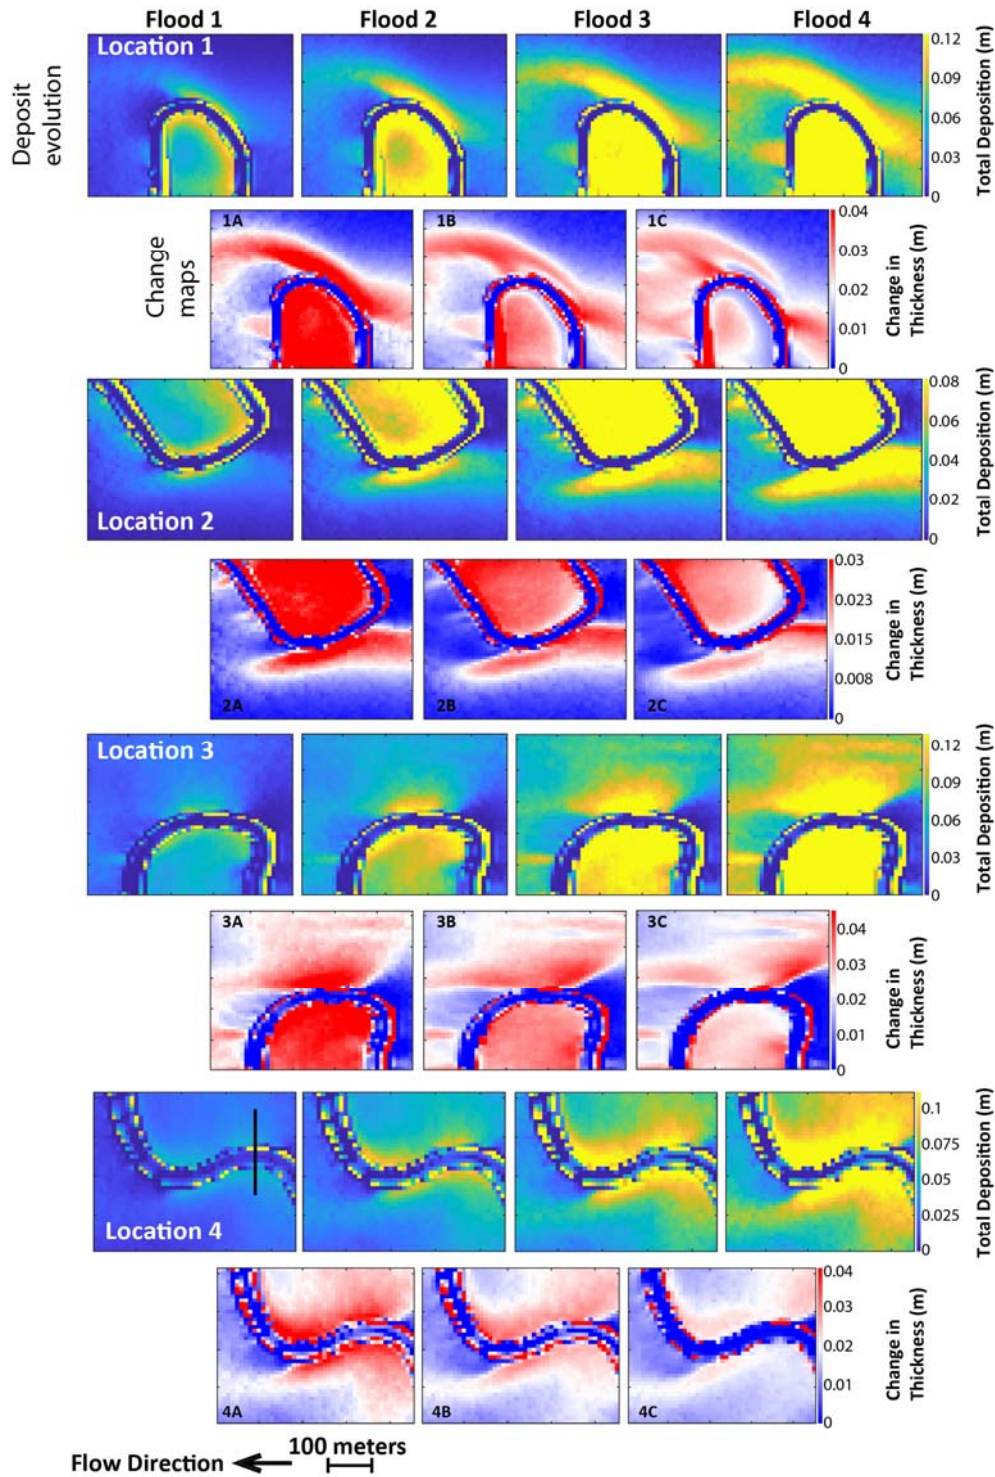 Flood 1 Flood 2 Flood 3 Flood 4
Location 1
Deposit
evolution
0.12
0.09
0.06
0.03
0
Total Deposition (m)
Change
maps
1A 1B 1C
0.04
0.03
0.02
0.01
0
Change in
Thickness (m)
Location 2
0.08
0.06
0.04
0.02
0
Total Deposition (m)
2A 2B 2C
0.03
0.023
0.015
0.008
0
Change in
Thickness (m)
Location 3
0.12
0.09
0.06
0.03
0
Total Deposition (m)
3A 3B 3C
0.04
0.03
0.02
0.01
0
Change in
Thickness (m)
Location 4
0.1
0.075
0.05
0.025
0
Total Deposition (m)
4A 4B 4C
0.04
0.03
0.02
0.01
0
Change in
Thickness (m)
Flow Direction
100 meters